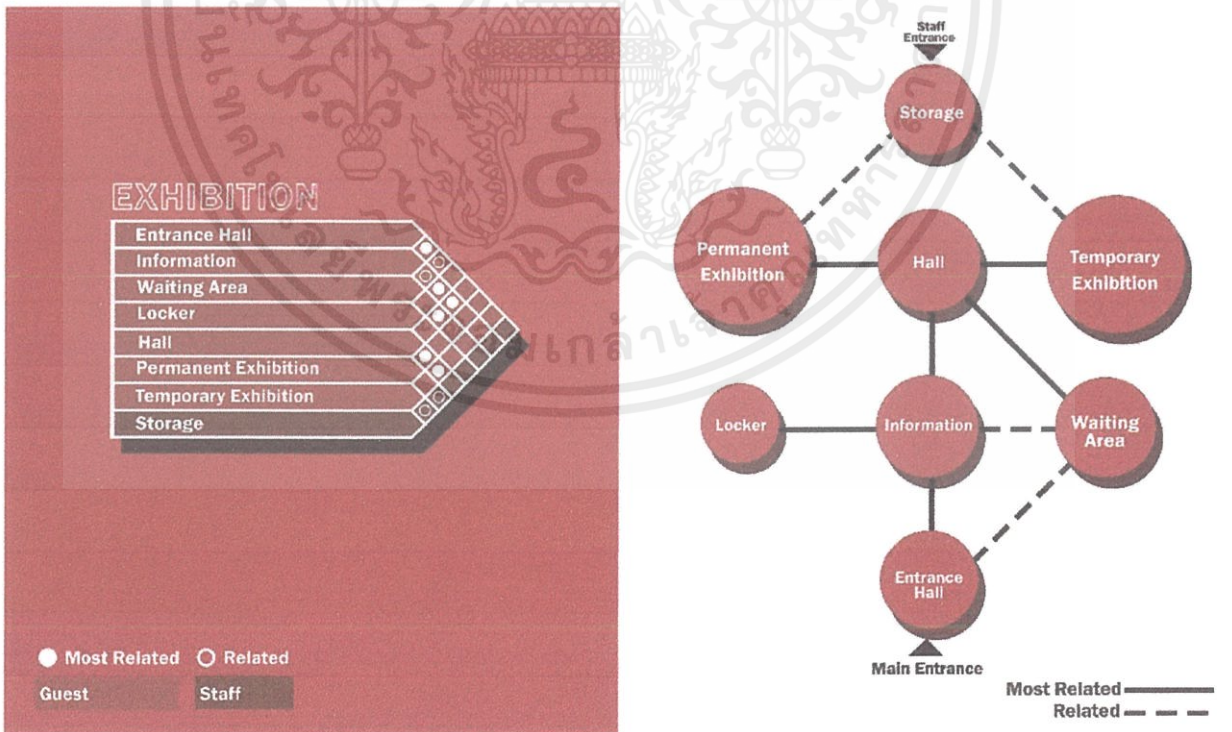 EXHIBITION
Entrance Hall
Information
Waiting Area
Locker
Hall
Permanent Exhibition
Temporary Exhibition
Storage
Most Related
Related
Guest
Staff
Staff
Entrance
Storage
Permanent
Exhibition
Hall
Temporary
Exhibition
Locker
Information
Waiting
Area
Entrance
Hall
Main Entrance
Most Related
Related